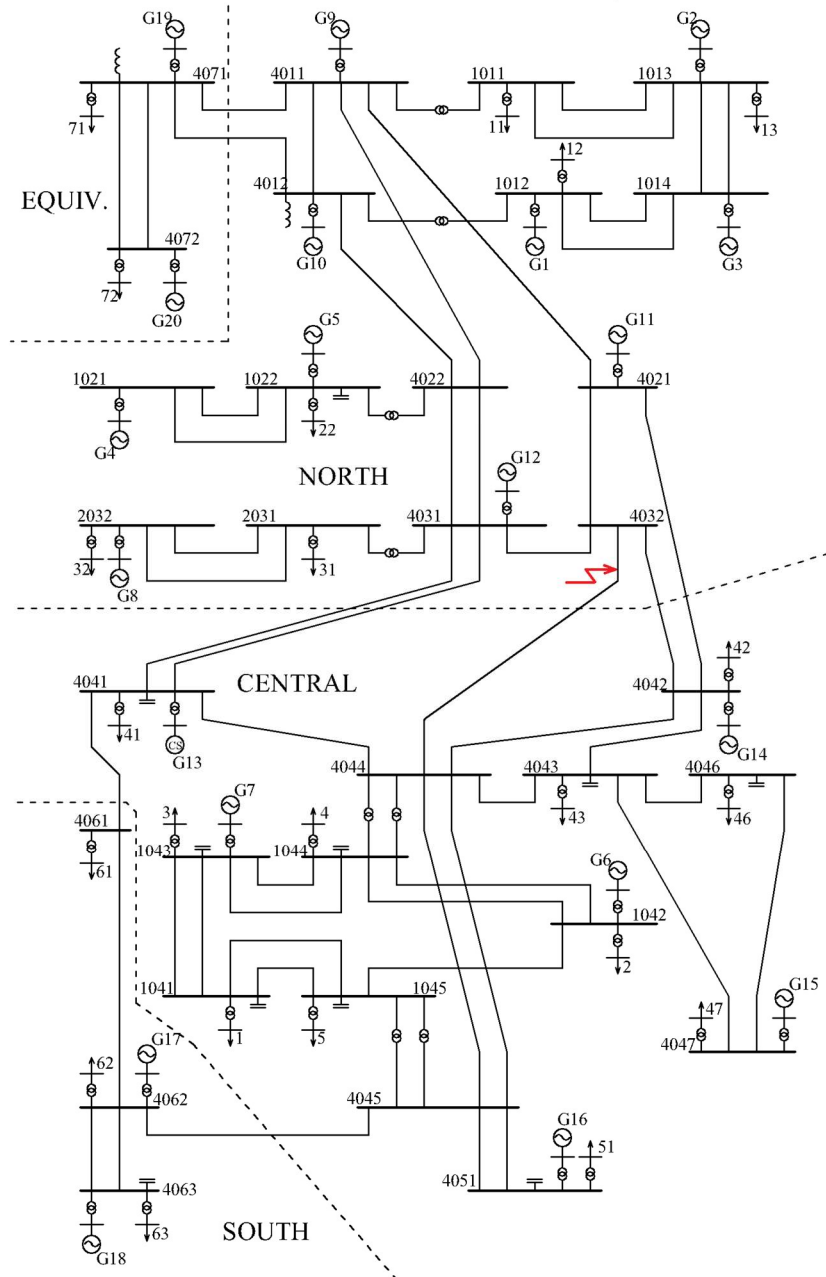 G19
G9
G2
4071
4011
1011
1013
71
11
13
12
4012
1012
1014
EQUIV.
4072
G10
G1
G3
72
G20
G5
G11
1021
1022
4022
4021
G4
22
NORTH
G12
2032
2031
4031
4032
32
G8
31
CENTRAL
42
4041
4042
41
CS
G13
G14
4044
4043
4046
G7
3
4
43
46
4061
1043
1044
61
G6
1042
2
1041
1045
G15
47
1
5
4047
G17
62
4062
4045
G16
51
4063
4051
63
SOUTH
G18